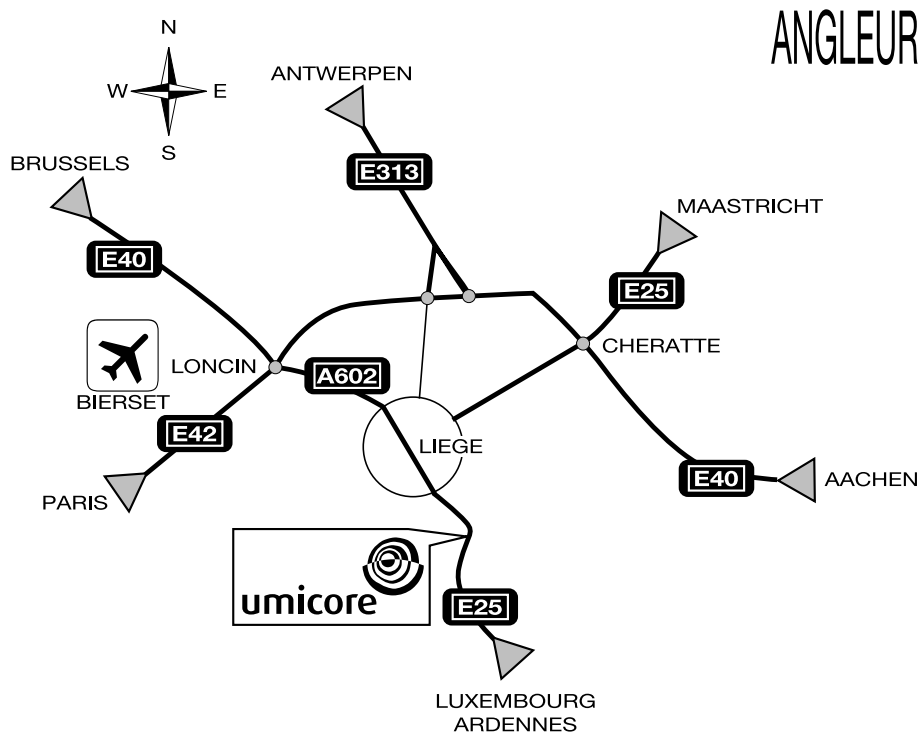 ANGLEUR
N
W
E
S
ANTWERPEN
BRUSSELS
E313
MAASTRICHT
E40
E25
LONCIN
A602
CHERATTE
BIERSET
E42
LIEGE
PARIS
E40
AACHEN
umicore
E25
LUXEMBOURG
ARDENNES